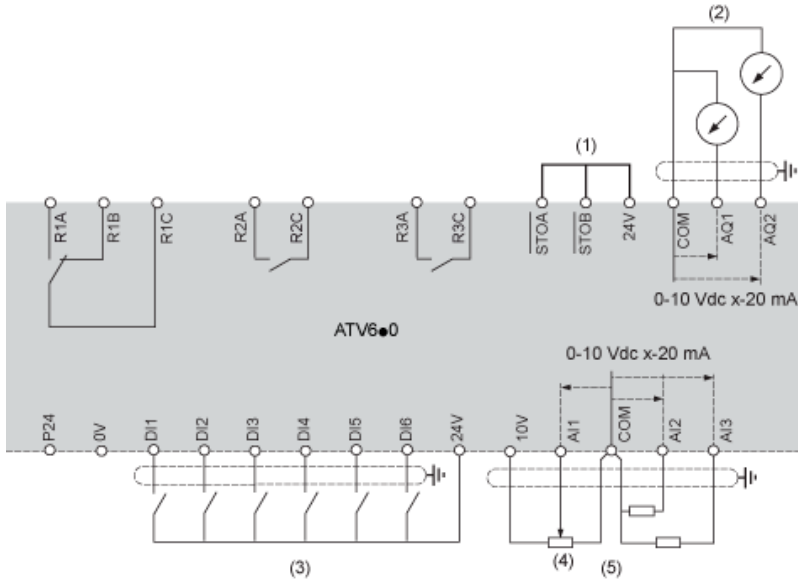 (2)
(1)
R1A R1B R1C R2A R2C R3A R3C STOA STOB 24V COM AQ1 AQ2
0-10 Vdc x-20 mA
ATV6●0
0-10 Vdc x-20 mA
P24 0V DI1 DI2 DI3 DI4 DI5 DI6 24V 10V AI1 COM AI2 AI3
(3)
(4)
(5)